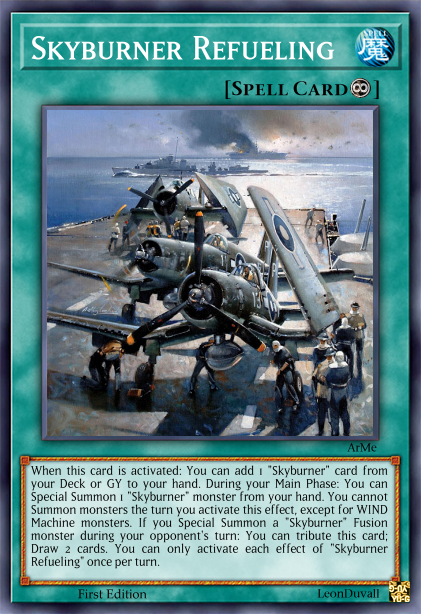 SKYBURNER REFUELING
SPELL
魔
[SPELL CARD ]
ArMe
When this card is activated: You can add 1 "Skyburner" card from
your Deck or GY to your hand. During your Main Phase: You can
Special Summon 1 "Skyburner" monster from your hand. You cannot
Summon monsters the turn you activate this effect, except for WIND
Machine monsters. If you Special Summon a "Skyburner" Fusion
monster during your opponent's turn: You can tribute this card;
Draw 2 cards. You can only activate each effect of "Skyburner
Refueling" once per turn.
First Edition
LeonDuvall